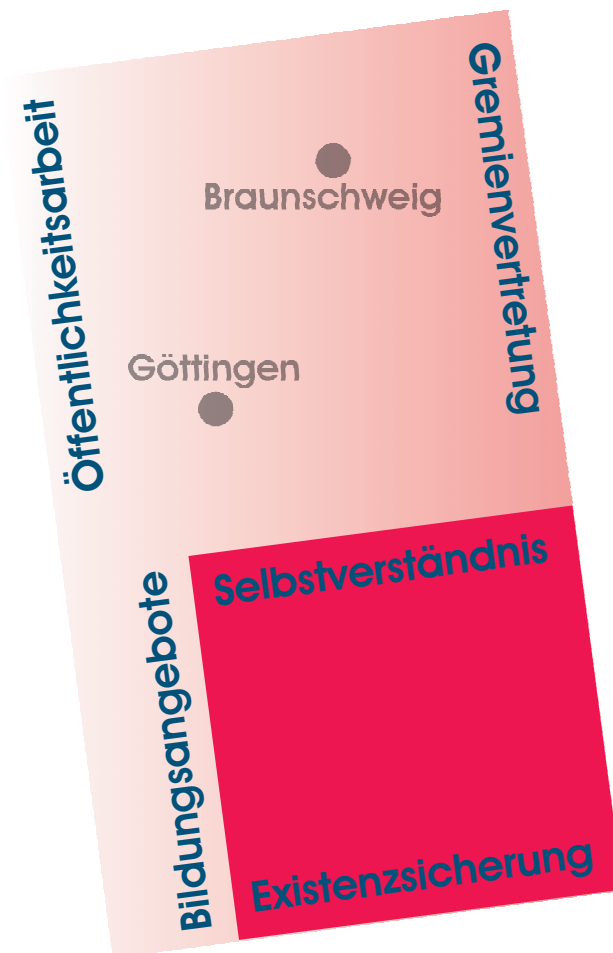 Öffentlichkeitsarbeit
Gremienvertretung
Braunschweig
Göttingen
Bildungsangebote
Selbstverständnis
Existenzsicherung